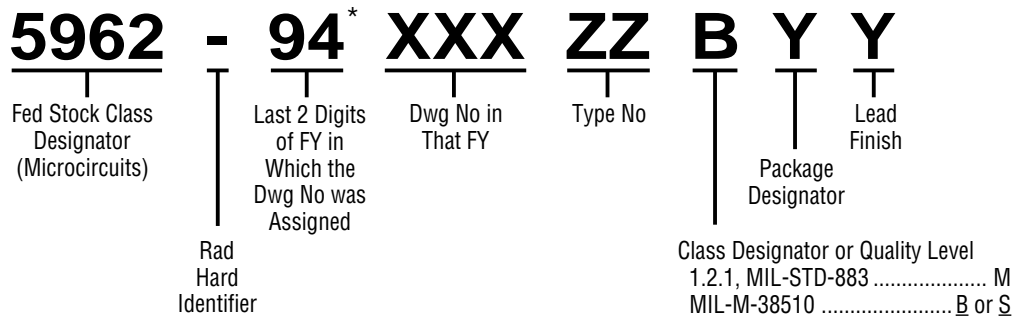 5962 - 94* XXX ZZ B Y Y
Fed Stock Class
Designator
(Microcircuits)
Rad
Hard
Identifier
Last 2 Digits
of FY in
Which the
Dwg No was
Assigned
Dwg No in
That FY
Type No
Class Designator or Quality Level
1.2.1, MIL-STD-883 ................... M
MIL-M-38510 ...................... B or S
Package
Designator
Lead
Finish